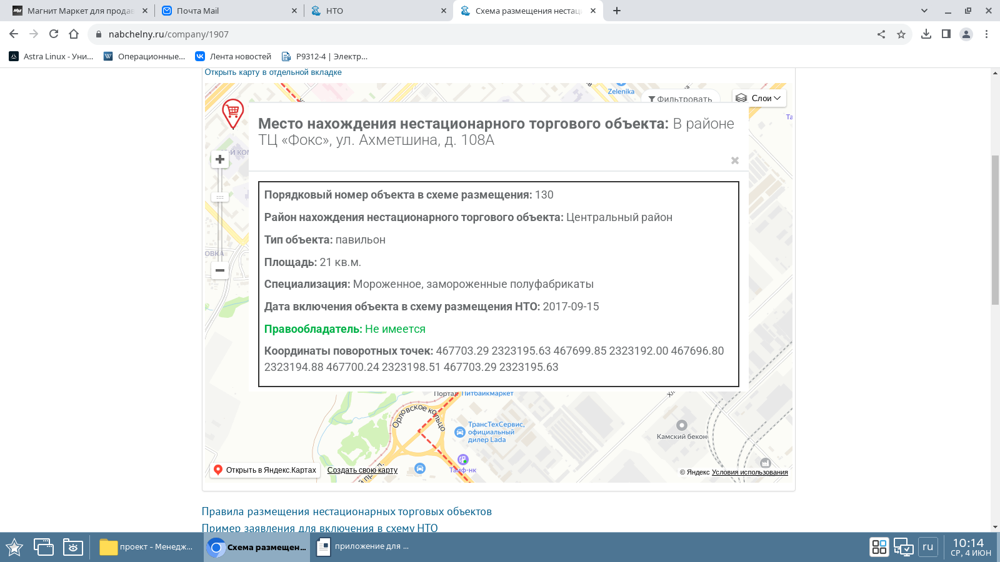 Магнит Маркет для продав
Почта Mail
НТО
Схема размещения нестац
nabchelny.ru/company/1907
Astra Linux - Уни...
Операционные...
Лента новостей
Р9312-4 | Электр...
Открыть карту в отдельной вкладке
Zelenika
Фильтровать
Слои
Место нахождения нестационарного торгового объекта: В районе
ТЦ «Фокс», ул. Ахметшина, д. 108А
Порядковый номер объекта в схеме размещения: 130
Район нахождения нестационарного торгового объекта: Центральный район
Тип объекта: павильон
Площадь: 21 кв.м.
Специализация: Мороженное, замороженные полуфабрикаты
Дата включения объекта в схему размещения НТО: 2017-09-15
Правообладатель: Не имеется
Координаты поворотных точек: 467703.29 2323195.63 467699.85 2323192.00 467696.80
2323194.88 467700.24 2323198.51 467703.29 2323195.63
Портал Питбайкмаркет
Орловское кольцо
ТрансТехСервис,
официальный
дилер Lada
Камский бекон
Таиф-нк
Открыть в Яндекс.Картах
Создать свою карту
© Яндекс Условия использования
Правила размещения нестационарных торговых объектов
Пример заявления для включения в схему НТО
проект - Менедж...
Схема размещен...
приложение для ...
ru
10:14
СР, 4 ИЮН